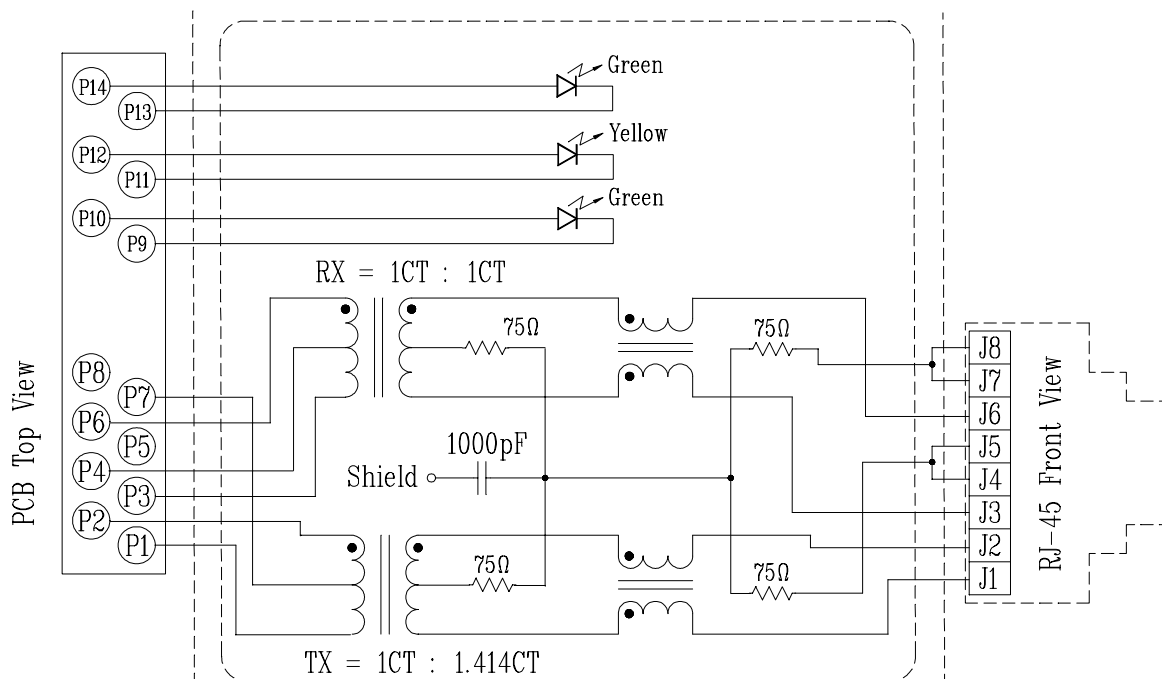 P14
Green
P13
P12
Yellow
P11
P10
Green
P9
RX = 1CT : 1CT
75Ω
75Ω
J8
J7
J6
J5
J4
J3
J2
J1
P8
P7
P6
P5
P4
P3
P2
P1
PCB Top View
1000pF
Shield
RJ-45 Front View
75Ω
75Ω
TX = 1CT : 1.414CT